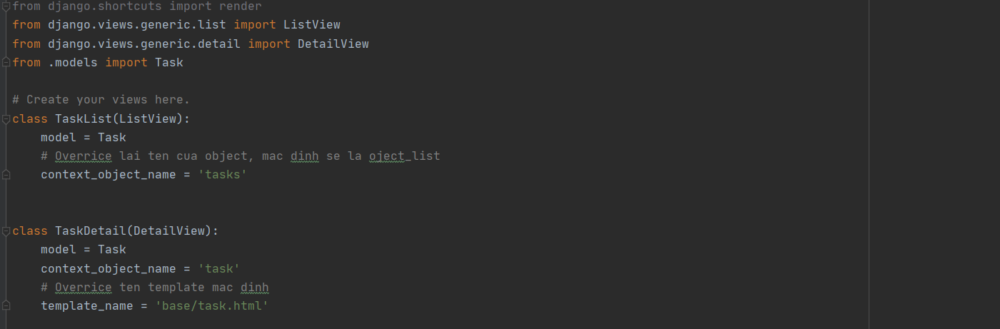 from django.shortcuts import render
from django.views.generic.list import ListView
from django.views.generic.detail import DetailView
from .models import Task
# Create your views here.
class TaskList(ListView):
    model = Task
    # Overrice lai ten cua object, mac dinh se la oject_list
    context_object_name = 'tasks'
class TaskDetail(DetailView):
    model = Task
    context_object_name = 'task'
    # Overrice ten template mac dinh
    template_name = 'base/task.html'